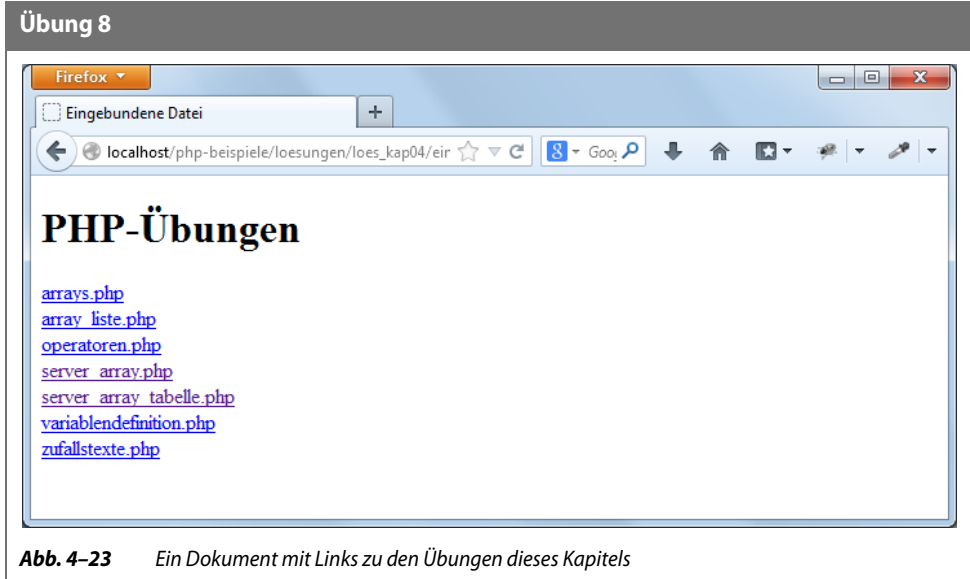 Übung 8
Firefox
Eingebundene Datei
localhost/php-beispiele/loesungen/loes_kap04/eir
Goo
PHP-Übungen
arrays.php
array_liste.php
operatoren.php
server_array.php
server_array_tabelle.php
variablendefinition.php
zufallstexte.php
Abb. 4–23 Ein Dokument mit Links zu den Übungen dieses Kapitels